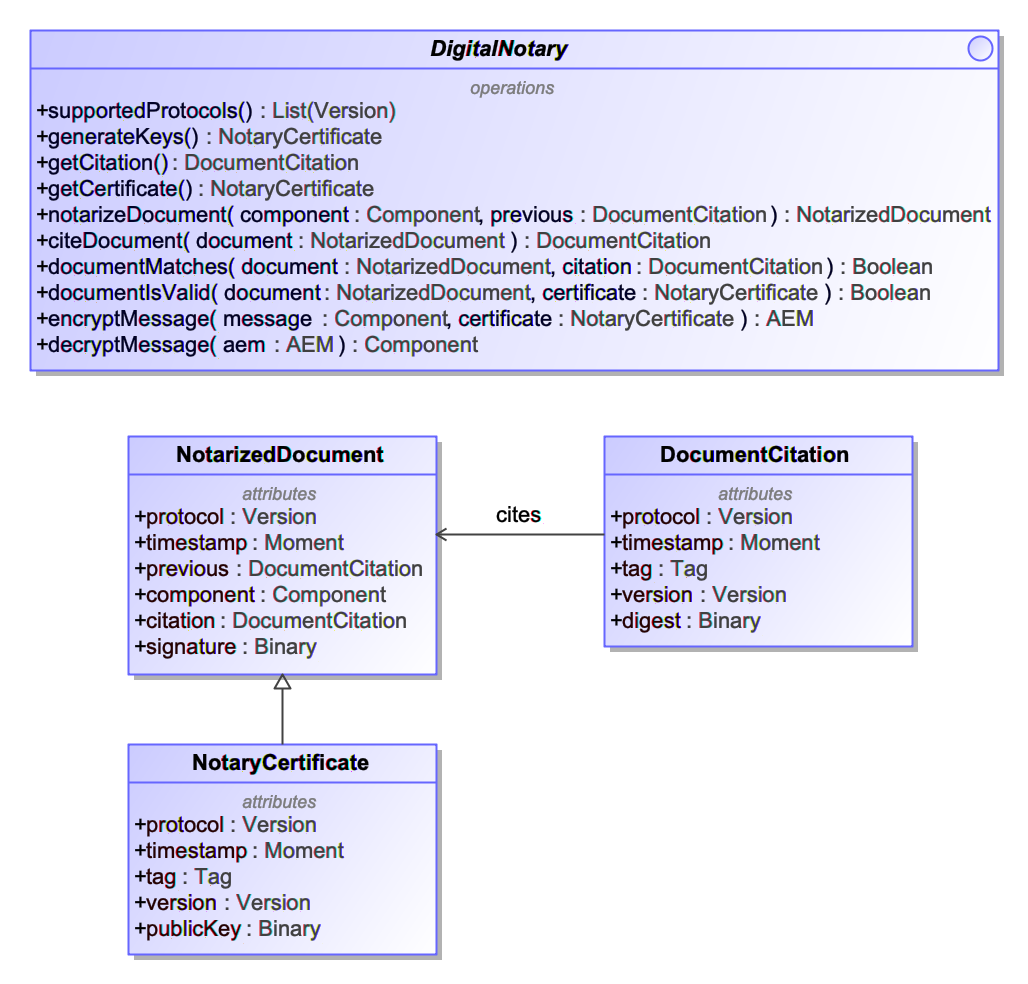 DigitalNotary
operations
+supportedProtocols() : List(Version)
+generateKeys() : NotaryCertificate
+getCitation() : DocumentCitation
+getCertificate() : NotaryCertificate
+notarizeDocument( component : Component, previous : DocumentCitation ) : NotarizedDocument
+citeDocument( document : NotarizedDocument ) : DocumentCitation
+documentMatches( document : NotarizedDocument, citation : DocumentCitation ) : Boolean
+documentIsValid( document : NotarizedDocument, certificate : NotaryCertificate ) : Boolean
+encryptMessage( message : Component, certificate : NotaryCertificate ) : AEM
+decryptMessage( aem : AEM ) : Component
NotarizedDocument
attributes
+protocol : Version
+timestamp : Moment
+previous : DocumentCitation
+component : Component
+citation : DocumentCitation
+signature : Binary
cites
DocumentCitation
attributes
+protocol : Version
+timestamp : Moment
+tag : Tag
+version : Version
+digest : Binary
NotaryCertificate
attributes
+protocol : Version
+timestamp : Moment
+tag : Tag
+version : Version
+publicKey : Binary